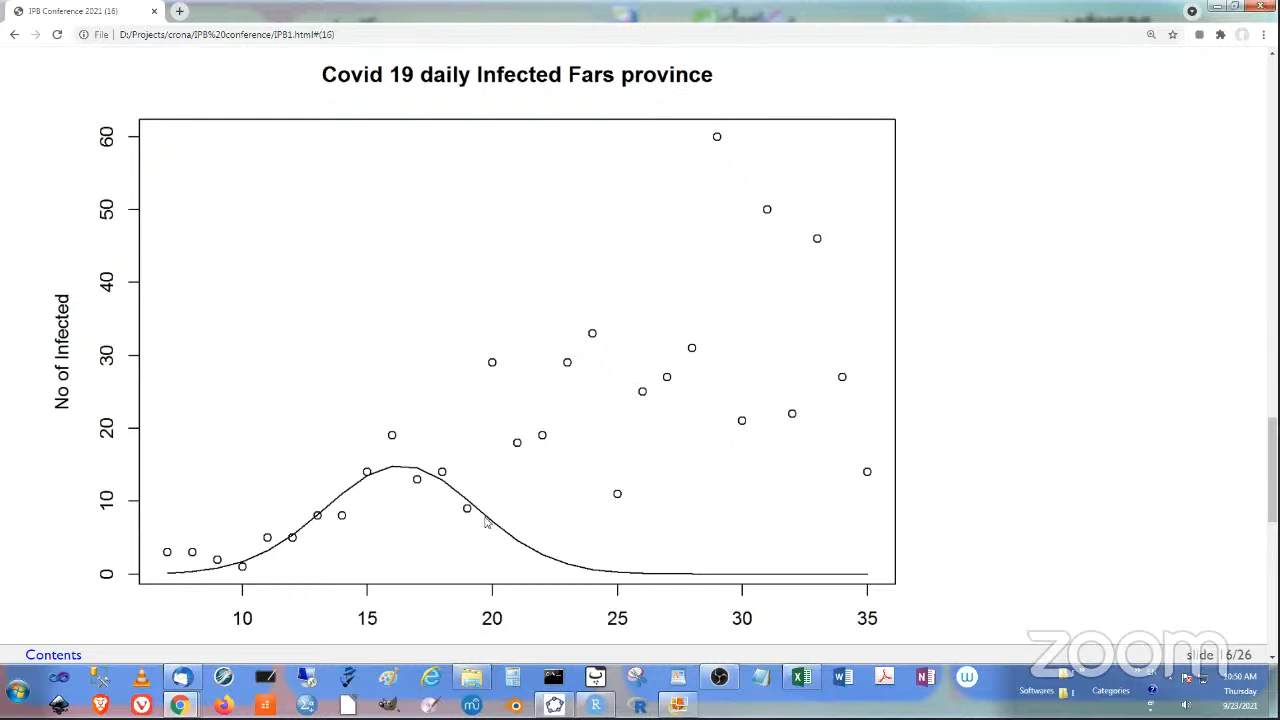 IPB Conference 2021 (16)
File | D:/Projects/crona/IPB%20conference/IPB1.html#(16)
Covid 19 daily Infected Fars province
No of Infected
60
50
40
30
20
10
0
10 15 20 25 30 35
Contents
slide 16/26
zoom
10:50 AM
Softwares
Categories
Thursday
9/23/2021